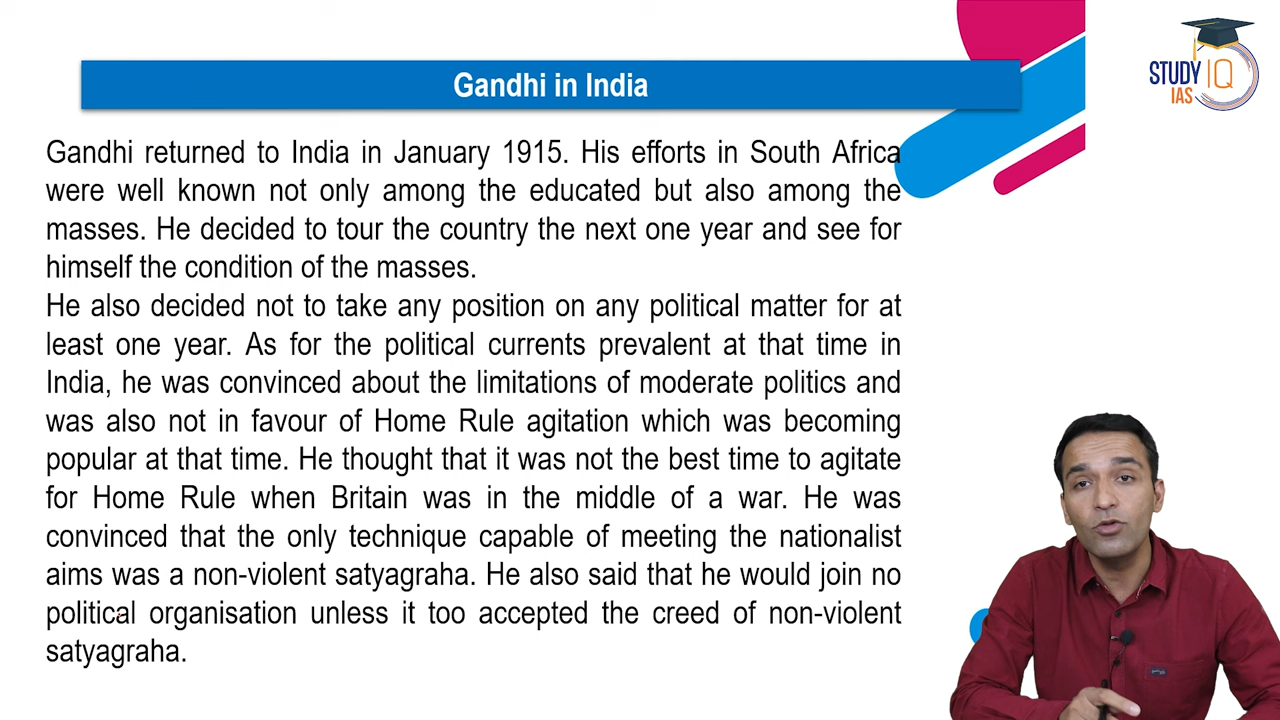 Gandhi in India
STUDY IQ
IAS
Gandhi returned to India in January 1915. His efforts in South Africa
were well known not only among the educated but also among the
masses. He decided to tour the country the next one year and see for
himself the condition of the masses.
He also decided not to take any position on any political matter for at
least one year. As for the political currents prevalent at that time in
India, he was convinced about the limitations of moderate politics and
was also not in favour of Home Rule agitation which was becoming
popular at that time. He thought that it was not the best time to agitate
for Home Rule when Britain was in the middle of a war. He was
convinced that the only technique capable of meeting the nationalist
aims was a non-violent satyagraha. He also said that he would join no
political organisation unless it too accepted the creed of non-violent
satyagraha.